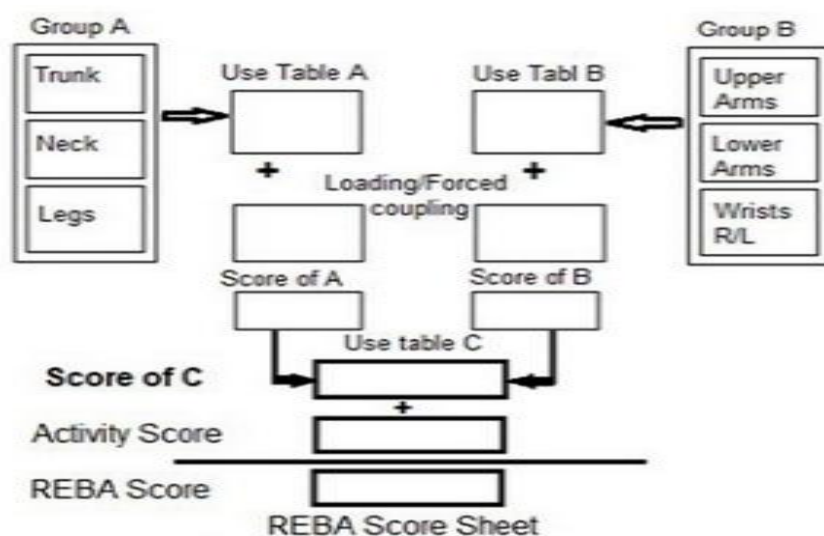 Group A
Trunk
Neck
Legs
Use Table A
Use Tabl B
Group B
Upper
Arms
Lower
Arms
Wrists
R/L
+
+
Loading/Forced
coupling
Score of A
Score of B
Use table C
Score of C
+
Activity Score
REBA Score
REBA Score Sheet